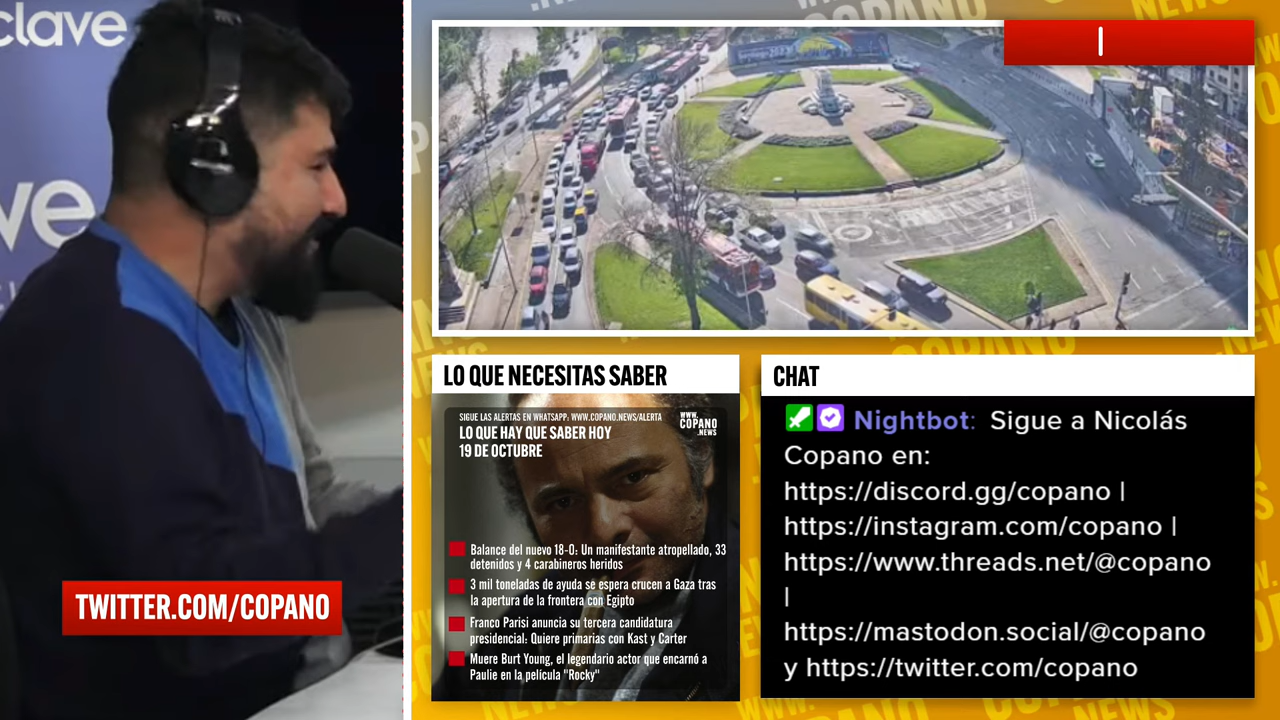 clave
ve
TWITTER.COM/COPANO
LO QUE NECESITAS SABER
SIGUE LAS ALERTAS EN WHATSAPP: WWW.COPANO.NEWS/ALERTA
WWW.
COPANO
.NEWS
LO QUE HAY QUE SABER HOY
19 DE OCTUBRE
Balance del nuevo 18-O: Un manifestante atropellado, 33
detenidos y 4 carabineros heridos
3 mil toneladas de ayuda se espera crucen a Gaza tras
la apertura de la frontera con Egipto
Franco Parisi anuncia su tercera candidatura
presidencial: Quiere primarias con Kast y Carter
Muere Burt Young, el legendario actor que encarnó a
Paulie en la película "Rocky"
CHAT
Nightbot: Sigue a Nicolás
Copano en:
https://discord.gg/copano |
https://instagram.com/copano |
https://www.threads.net/@copano
|
https://mastodon.social/@copano
y https://twitter.com/copano